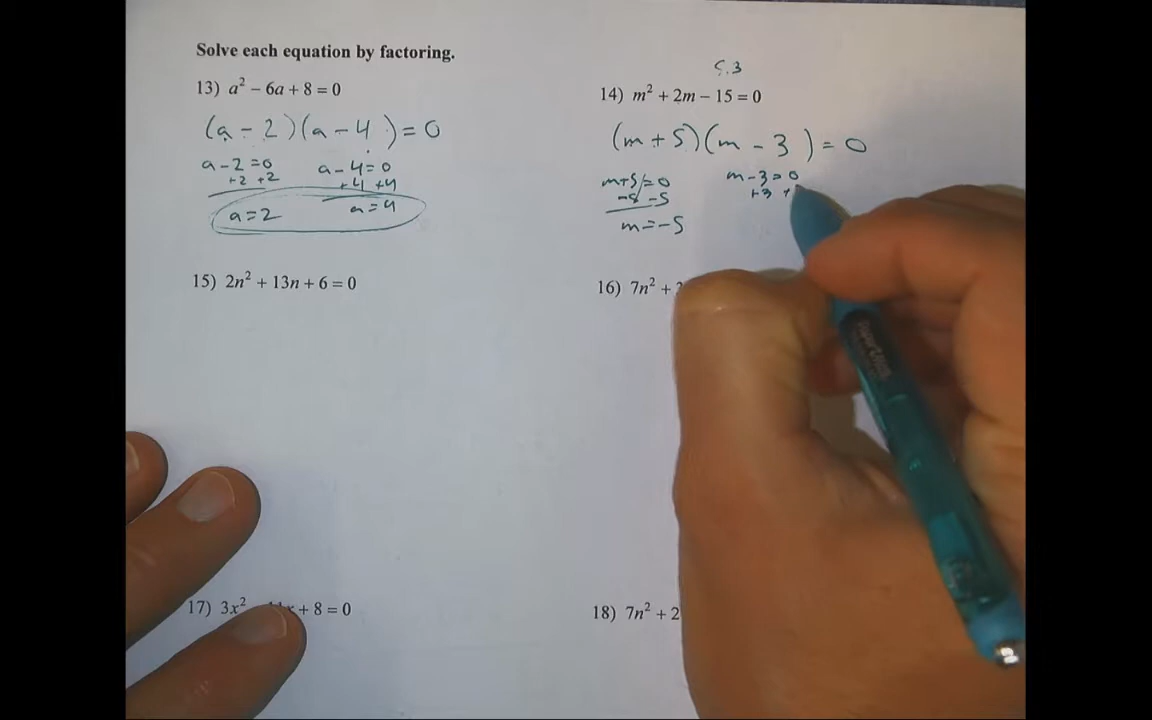 Solve each equation by factoring.
13) a² − 6a + 8 = 0
(a − 2)(a − 4) = 0
a − 2 = 0 a − 4 = 0
+2 +2 +4 +4
a = 2 a = 4
5.3
14) m² + 2m − 15 = 0
(m + 5)(m − 3) = 0
m+5 = 0 m − 3 = 0
−5 −5 +3 +
m = −5
15) 2n² + 13n + 6 = 0
16) 7n² +
17) 3x² + 8 = 0
18) 7n² + 2